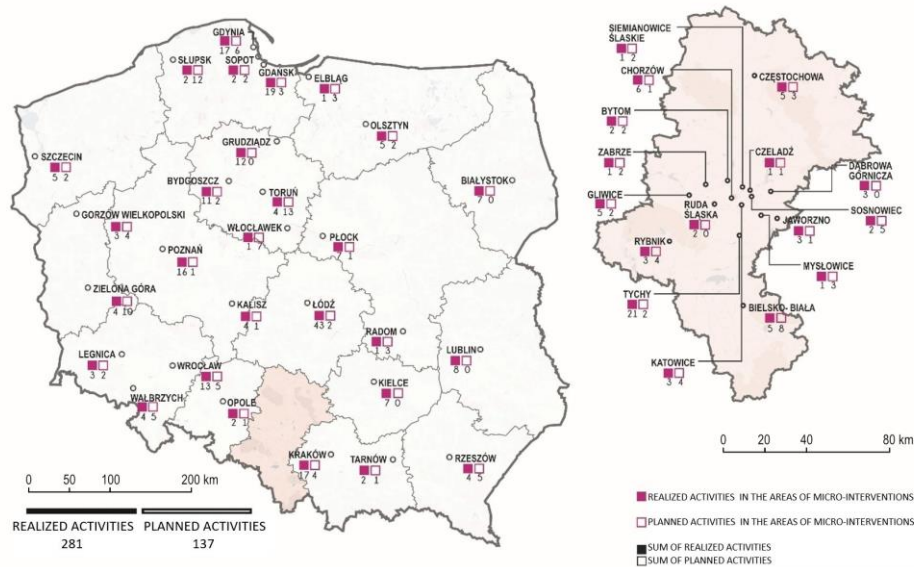 GDYNIA
17 6
SŁUPSK
2 12
SOPOT
2 2
GDAŃSK
19 3
ELBLĄG
1 3
OLSZTYN
5 2
SZCZECIN
5 2
GRUDZIĄDZ
12 0
BYDGOSZCZ
11 2
TORUŃ
4 13
BIAŁYSTOK
7 0
GORZÓW WIELKOPOLSKI
3 4
WŁOCŁAWEK
1 7
PŁOCK
7 1
POZNAŃ
16 1
ZIELONA GÓRA
4 10
KALISZ
4 1
ŁÓDŹ
43 2
RADOM
1 3
LUBLIN
8 0
LEGNICA
3 2
WROCŁAW
13 5
KIELCE
7 0
WAŁBRZYCH
4 5
OPOLE
2 1
KRAKÓW
17 4
TARNÓW
2 1
RZESZÓW
4 5
0 100 200 km
REALIZED ACTIVITIES PLANNED ACTIVITIES
281 137
SIEMIANOWICE
ŚLĄSKIE
1 2
CHORZÓW
6 1
CZĘSTOCHOWA
5 3
BYTOM
2 2
ZABRZE
1 2
CZELADŹ
1 1
DĄBROWA
GÓRNICZA
3 0
GLIWICE
5 2
RUDA
ŚLĄSKA
2 0
SOSNOWIEC
2 5
JAWORZNO
3 1
RYBNIK
3 4
MYSŁOWICE
1 3
TYCHY
21 2
BIELSKO-BIAŁA
5 8
KATOWICE
3 4
0 20 40 80 km
REALIZED ACTIVITIES IN THE AREAS OF MICRO-INTERVENTIONS
PLANNED ACTIVITIES IN THE AREAS OF MICRO-INTERVENTIONS
SUM OF REALIZED ACTIVITIES
SUM OF PLANNED ACTIVITIES